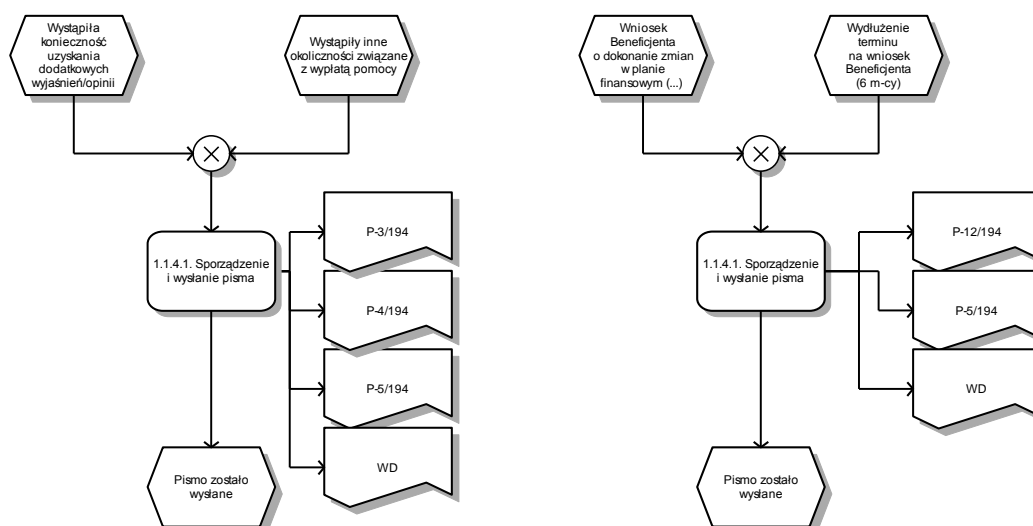 Wystąpiła
konieczność
uzyskania
dodatkowych
wyjaśnień/opinii
Wystąpiły inne
okoliczności związane
z wypłatą pomocy
1.1.4.1. Sporządzenie
i wysłanie pisma
P-3/194
P-4/194
P-5/194
WD
Pismo zostało
wysłane
Wniosek
Beneficjenta
o dokonanie zmian
w planie
finansowym (...)
Wydłużenie
terminu
na wniosek
Beneficjenta
(6 m-cy)
1.1.4.1. Sporządzenie
i wysłanie pisma
P-12/194
P-5/194
WD
Pismo zostało
wysłane